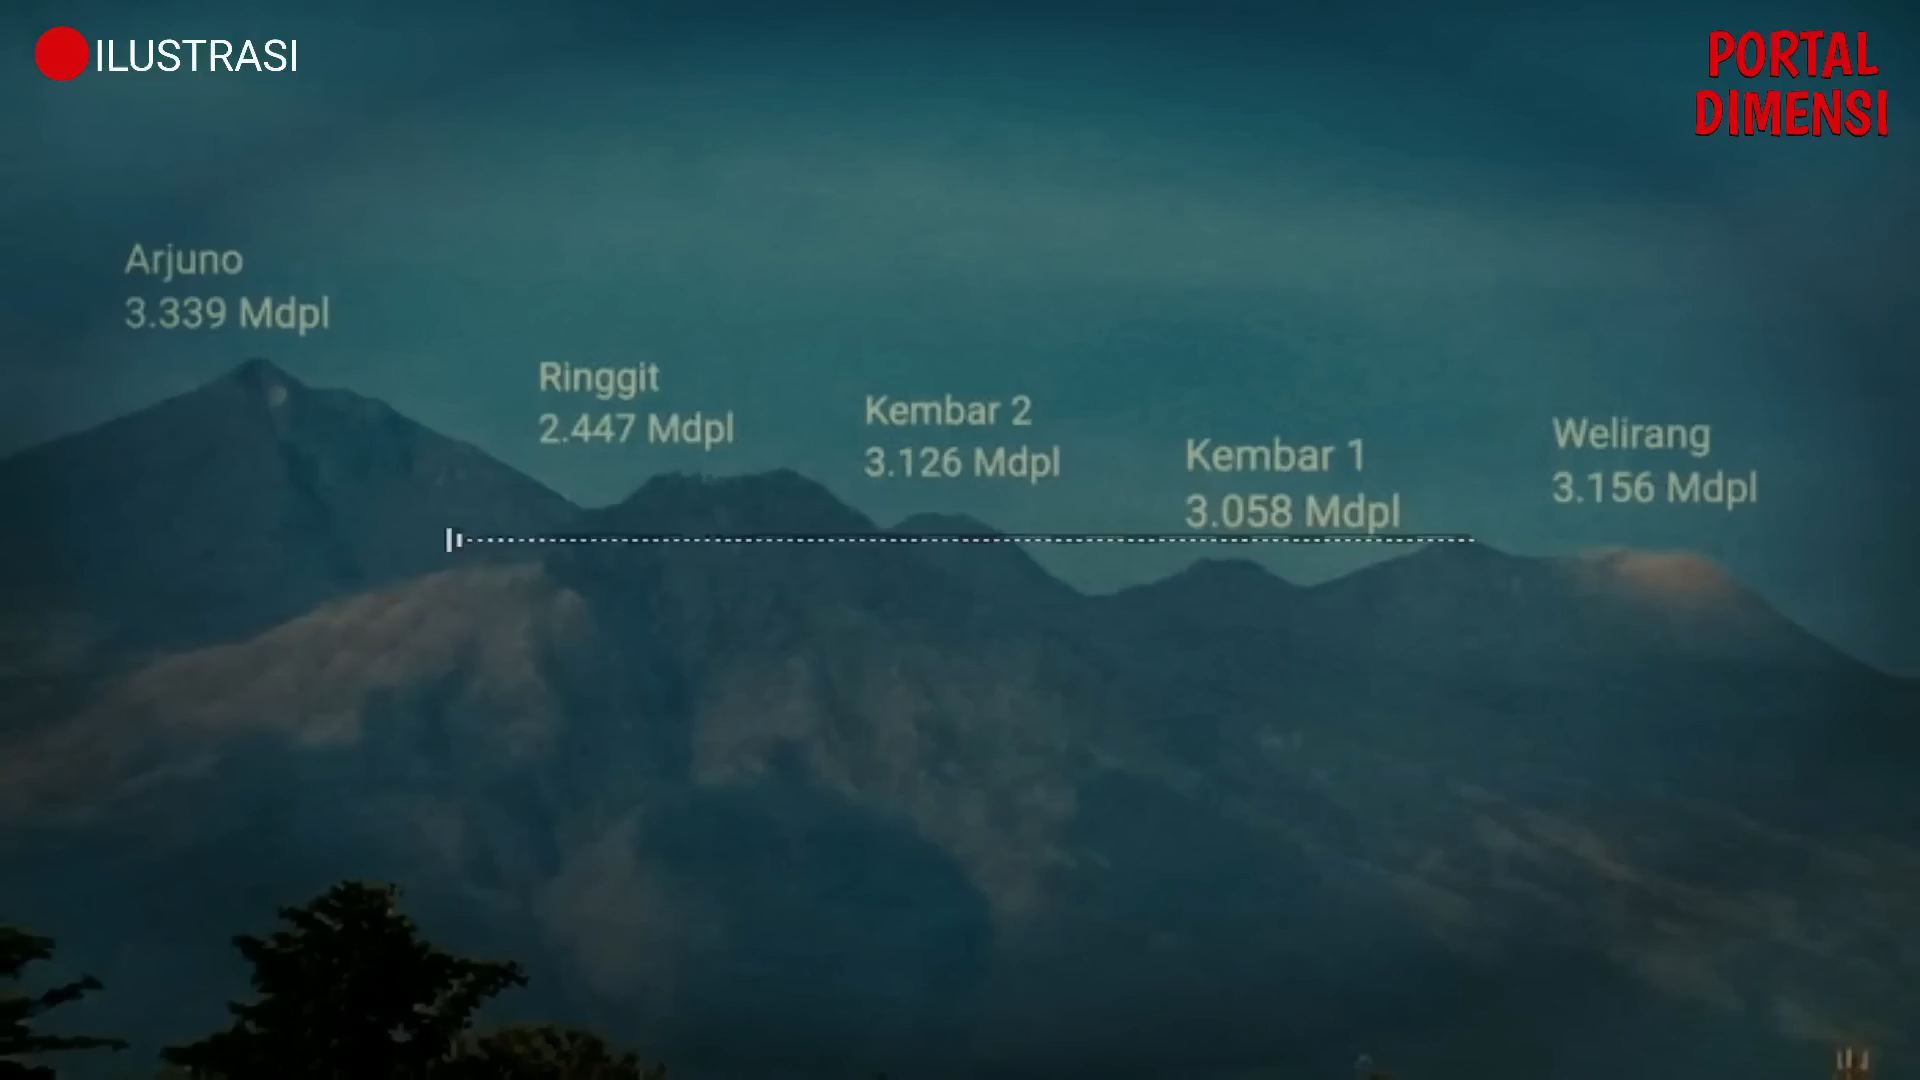 ILUSTRASI
PORTAL
DIMENSI
Arjuno
3.339 Mdpl
Ringgit
2.447 Mdpl
Kembar 2
3.126 Mdpl
Kembar 1
3.058 Mdpl
Welirang
3.156 Mdpl